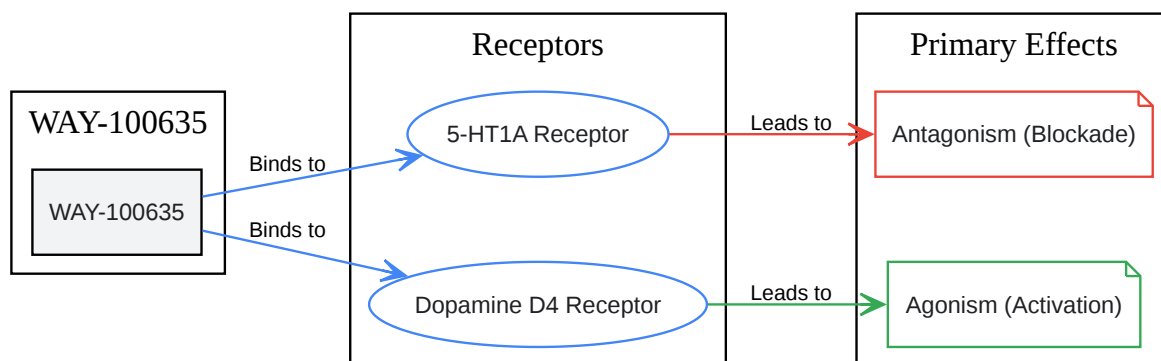 WAY-100635
WAY-100635
Binds to
Binds to
Receptors
5-HT1A Receptor
Dopamine D4 Receptor
Leads to
Leads to
Primary Effects
Antagonism (Blockade)
Agonism (Activation)